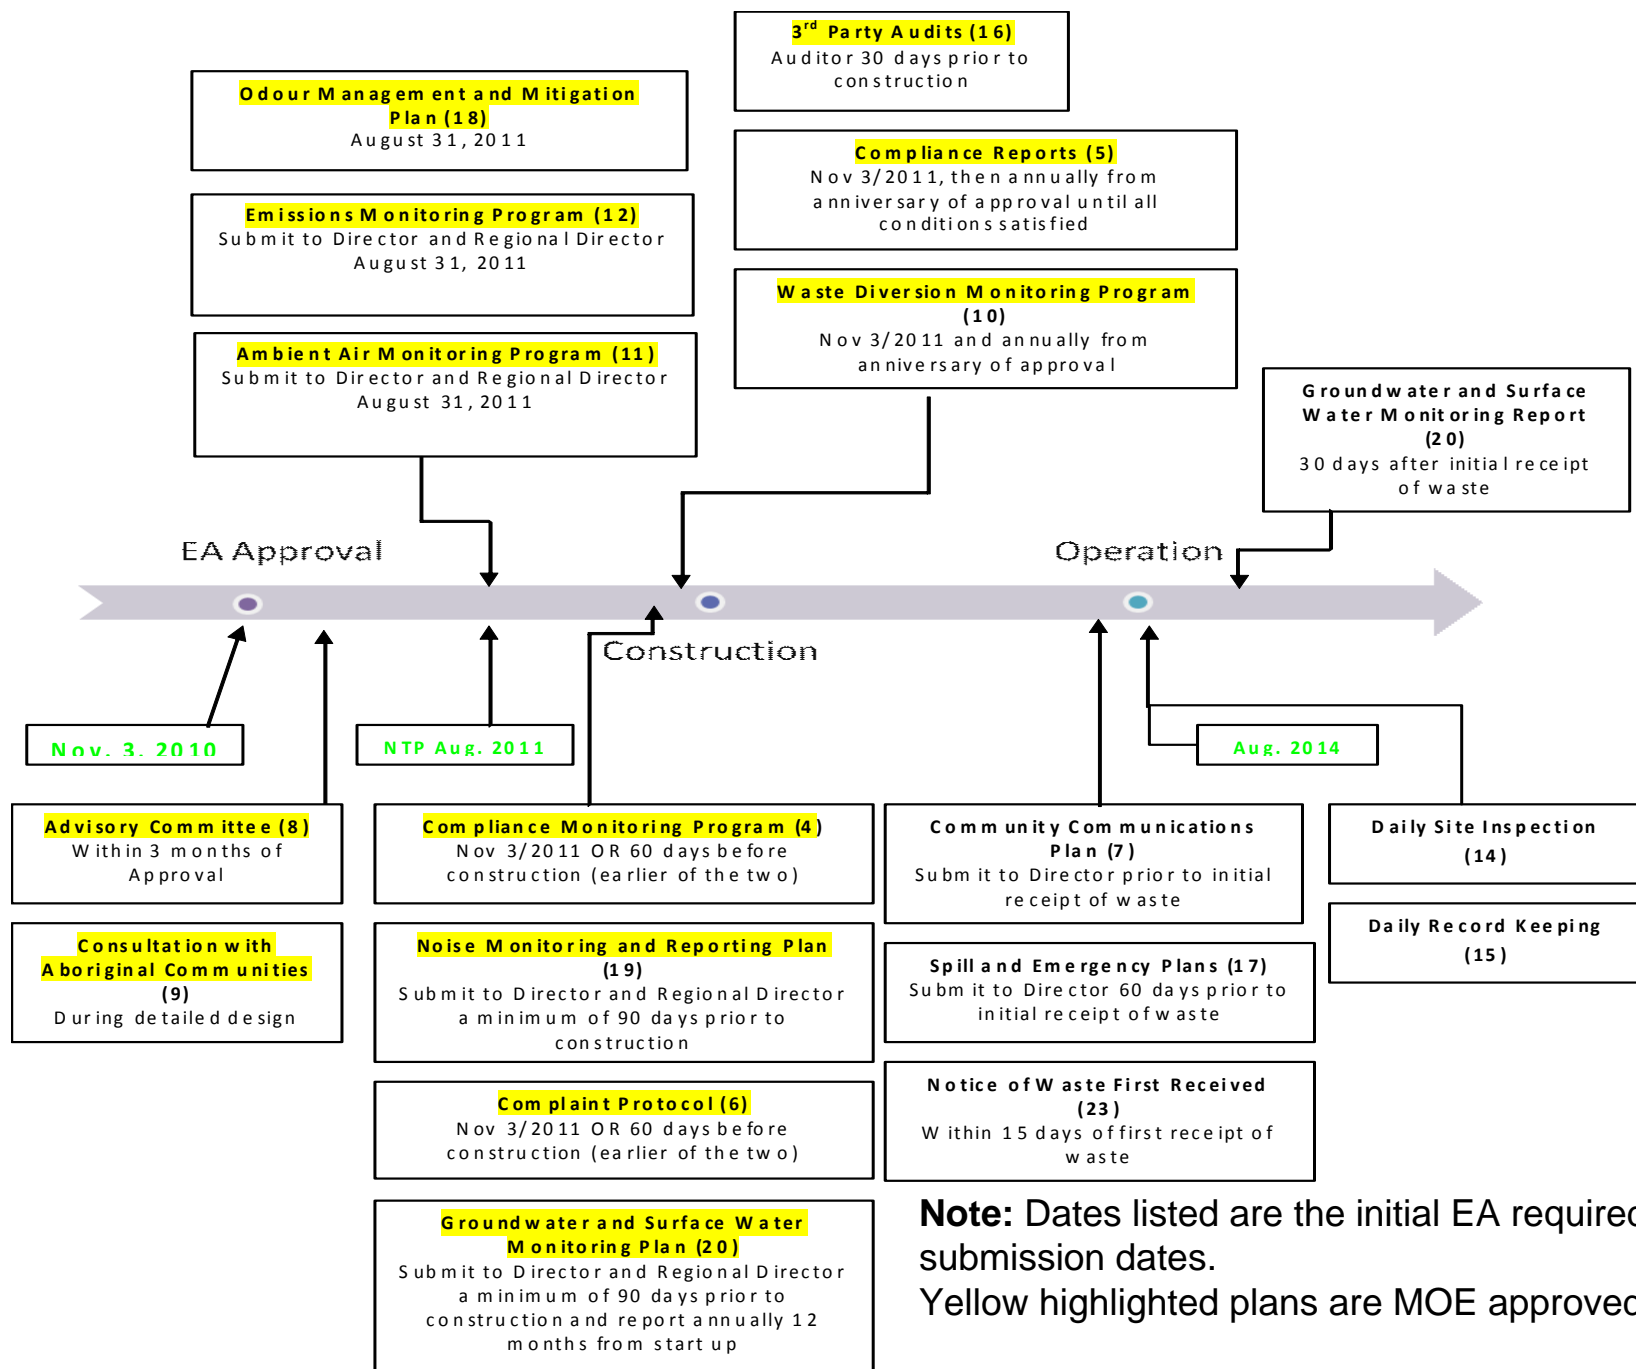 3rd Party Audits (16)
Auditor 30 days prior to
construction
Odour Management and Mitigation
Plan (18)
August 31, 2011
Compliance Reports (5)
Nov 3/2011, then annually from
anniversary of approval until all
conditions satisfied
Emissions Monitoring Program (12)
Submit to Director and Regional Director
August 31, 2011
Waste Diversion Monitoring Program
(10)
Nov 3/2011 and annually from
anniversary of approval
Ambient Air Monitoring Program (11)
Submit to Director and Regional Director
August 31, 2011
Groundwater and Surface
Water Monitoring Report
(20)
30 days after initial receipt
of waste
EA Approval
Operation
Construction
Nov. 3, 2010
NTP Aug. 2011
Aug. 2014
Advisory Committee (8)
Within 3 months of
Approval
Consultation with
Aboriginal Communities
(9)
During detailed design
Compliance Monitoring Program (4)
Nov 3/2011 OR 60 days before
construction (earlier of the two)
Noise Monitoring and Reporting Plan
(19)
Submit to Director and Regional Director
a minimum of 90 days prior to
construction
Complaint Protocol (6)
Nov 3/2011 OR 60 days before
construction (earlier of the two)
Groundwater and Surface Water
Monitoring Plan (20)
Submit to Director and Regional Director
a minimum of 90 days prior to
construction and report annually 12
months from start up
Community Communications
Plan (7)
Submit to Director prior to initial
receipt of waste
Spill and Emergency Plans (17)
Submit to Director 60 days prior to
initial receipt of waste
Notice of Waste First Received
(23)
Within 15 days of first receipt of
waste
Daily Site Inspection
(14)
Daily Record Keeping
(15)
Note: Dates listed are the initial EA required
submission dates.
Yellow highlighted plans are MOE approved